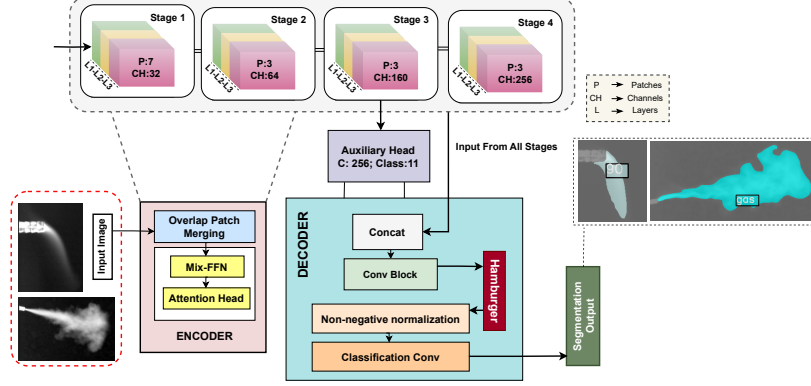 Stage 1
P:7
CH:32
L1-L2-L3
Stage 2
P:3
CH:64
L1-L2-L3
Stage 3
P:3
CH:160
L1-L2-L3
Stage 4
P:3
CH:256
L1-L2-L3
P → Patches
CH → Channels
L → Layers
Auxiliary Head
C: 256; Class:11
Input From All Stages
90
gas
Input Image
Overlap Patch
Merging
Mix-FFN
Attention Head
ENCODER
DECODER
Concat
Conv Block
Hamburger
Non-negative normalization
Classification Conv
Segmentation
Output